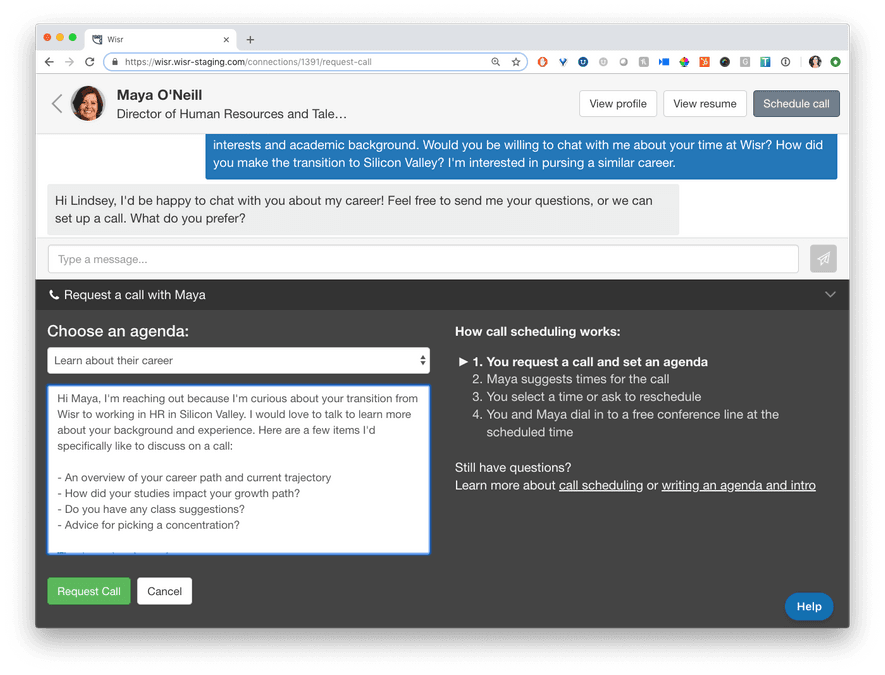 Wisr
https://wisr.wisr-staging.com/connections/1391/request-call
Maya O'Neill
Director of Human Resources and Tale…
View profile
View resume
Schedule call
interests and academic background. Would you be willing to chat with me about your time at Wisr? How did
you make the transition to Silicon Valley? I'm interested in pursing a similar career.
Hi Lindsey, I'd be happy to chat with you about my career! Feel free to send me your questions, or we can
set up a call. What do you prefer?
Type a message...
Request a call with Maya
Choose an agenda:
Learn about their career
Hi Maya, I'm reaching out because I'm curious about your transition from
Wisr to working in HR in Silicon Valley. I would love to talk to learn more
about your background and experience. Here are a few items I'd
specifically like to discuss on a call:
- An overview of your career path and current trajectory
- How did your studies impact your growth path?
- Do you have any class suggestions?
- Advice for picking a concentration?
Request Call
Cancel
How call scheduling works:
1. You request a call and set an agenda
2. Maya suggests times for the call
3. You select a time or ask to reschedule
4. You and Maya dial in to a free conference line at the
scheduled time
Still have questions?
Learn more about call scheduling or writing an agenda and intro
Help